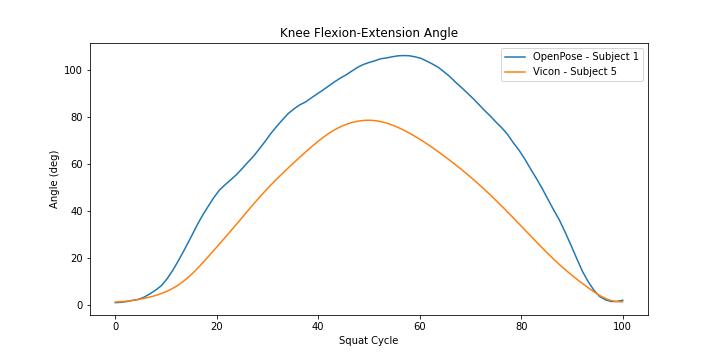 Knee Flexion-Extension Angle
OpenPose - Subject 1
Vicon - Subject 5
Angle (deg)
100
80
60
40
20
0
0 20 40 60 80 100
Squat Cycle